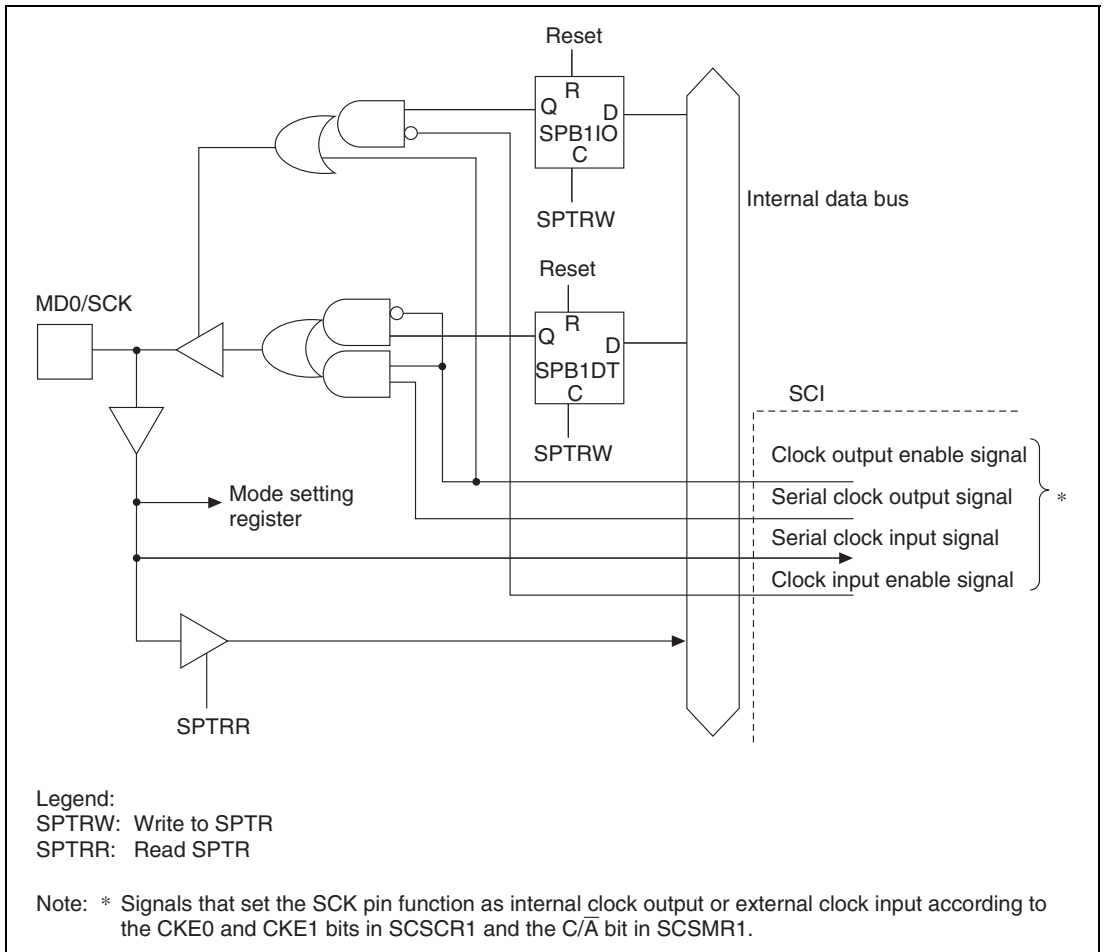 Reset
R
Q
D
SPB1IO
C
SPTRW
Internal data bus
Reset
MD0/SCK
R
Q
D
SPB1DT
C
SPTRW
SCI
Clock output enable signal
Serial clock output signal
Serial clock input signal
Clock input enable signal
*
Mode setting
register
SPTRR
Legend:
SPTRW: Write to SPTR
SPTRR: Read SPTR
Note: * Signals that set the SCK pin function as internal clock output or external clock input according to
the CKE0 and CKE1 bits in SCSCR1 and the C/A̅ bit in SCSMR1.